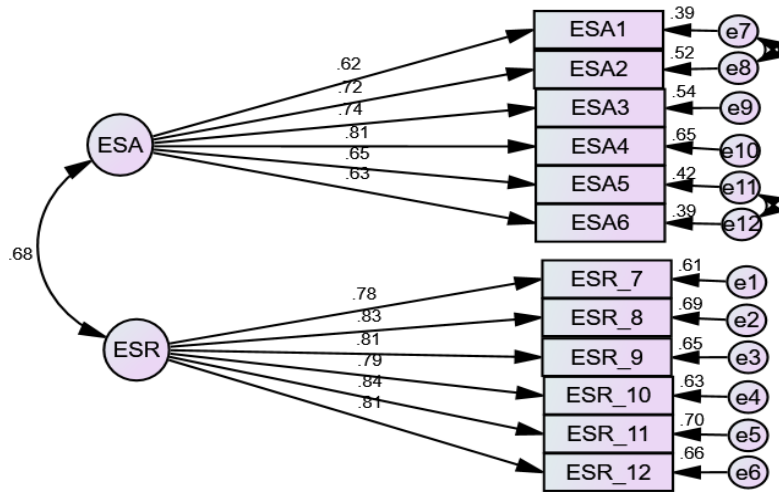 ESA1 .39 e7
.62
ESA2 .52 e8
.72
ESA3 .54 e9
.74
ESA
.81
ESA4 .65 e10
.65
ESA5 .42 e11
.63
ESA6 .39 e12
.68
ESR_7 .61 e1
.78
ESR_8 .69 e2
.83
ESR
.81
ESR_9 .65 e3
.79
ESR_10 .63 e4
.84
ESR_11 .70 e5
.81
ESR_12 .66 e6